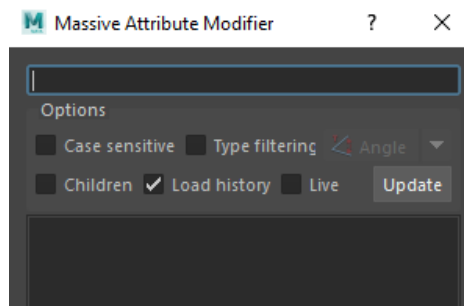 Massive Attribute Modifier ? ×
Options
Case sensitive Type filtering Angle
Children Load history Live Update